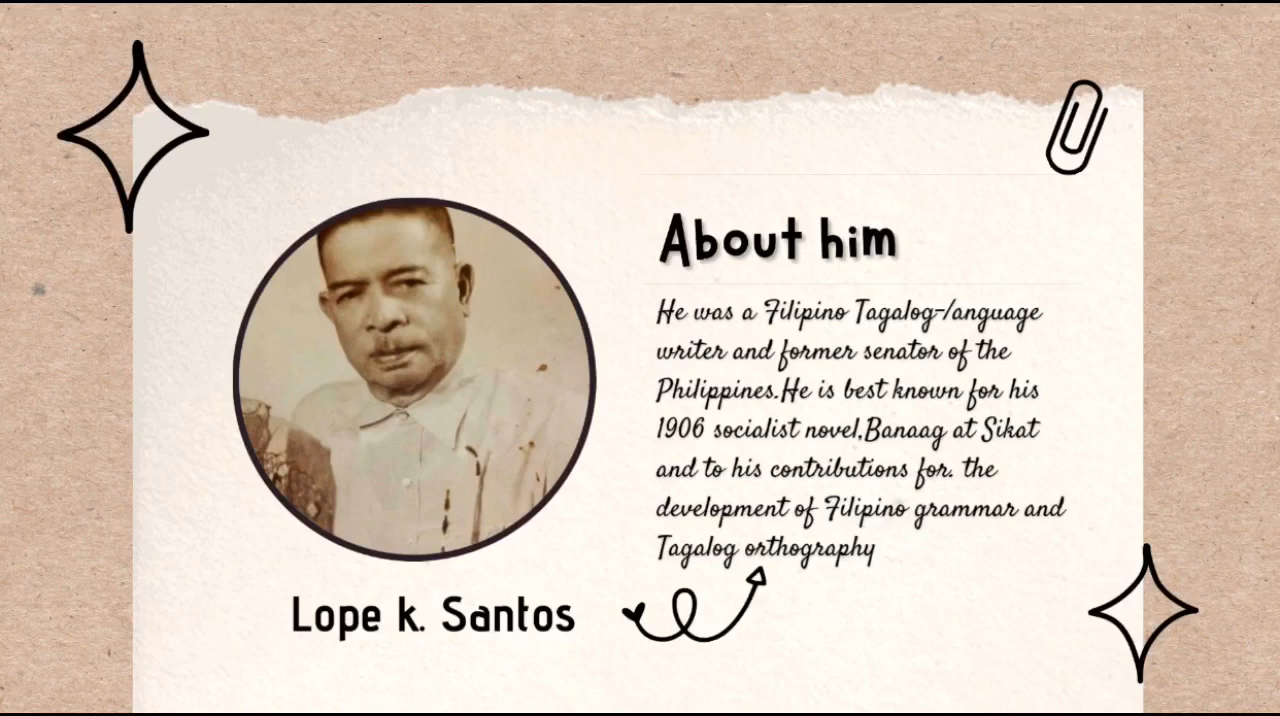 About him
He was a Filipino Tagalog-/anguage
writer and former senator of the
Philippines.He is best known for his
1906 socialist novel,Banaag at Sikat
and to his contributions for. the
development of Filipino grammar and
Tagalog orthography
Lope k. Santos